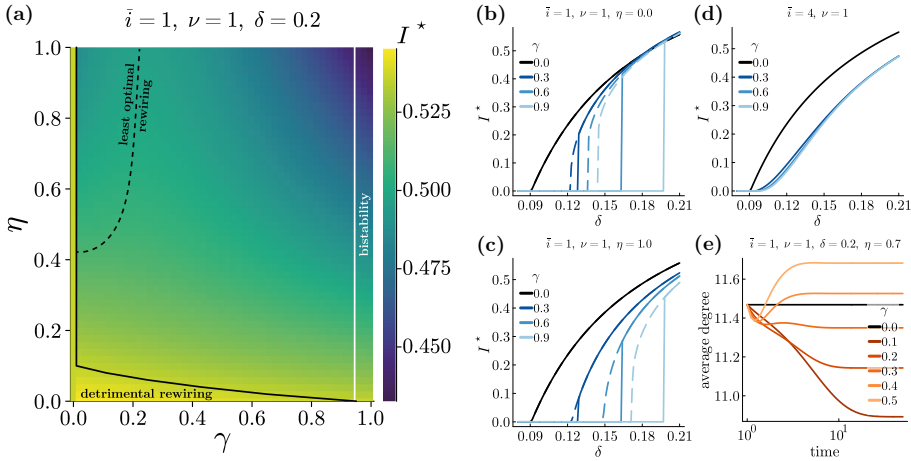 (a)
ī = 1, ν = 1, δ = 0.2
I*
1.0
0.8
0.6
0.4
0.2
0.0
η
least optimal
rewiring
bistability
detrimental rewiring
0.0 0.2 0.4 0.6 0.8 1.0
γ
0.525
0.500
0.475
0.450
(b)
ī = 1, ν = 1, η = 0.0
γ
0.0
0.3
0.6
0.9
0.5
0.4
0.3
0.2
0.1
0.0
I*
0.09 0.12 0.15 0.18 0.21
δ
(d)
ī = 4, ν = 1
γ
0.0
0.3
0.6
0.9
0.5
0.4
0.3
0.2
0.1
0.0
I*
0.09 0.12 0.15 0.18 0.21
δ
(c)
ī = 1, ν = 1, η = 1.0
γ
0.0
0.3
0.6
0.9
0.5
0.4
0.3
0.2
0.1
0.0
I*
0.09 0.12 0.15 0.18 0.21
δ
(e)
ī = 1, ν = 1, δ = 0.2, η = 0.7
11.6
11.4
11.2
11.0
average degree
γ
0.0
0.1
0.2
0.3
0.4
0.5
10⁰ 10¹
time